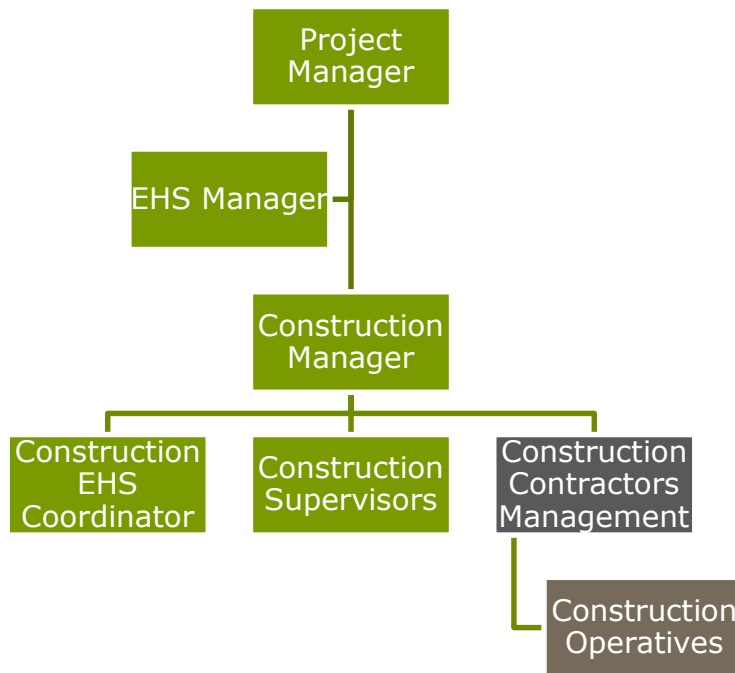 Project
Manager
EHS Manager
Construction
Manager
Construction
EHS
Coordinator
Construction
Supervisors
Construction
Contractors
Management
Construction
Operatives